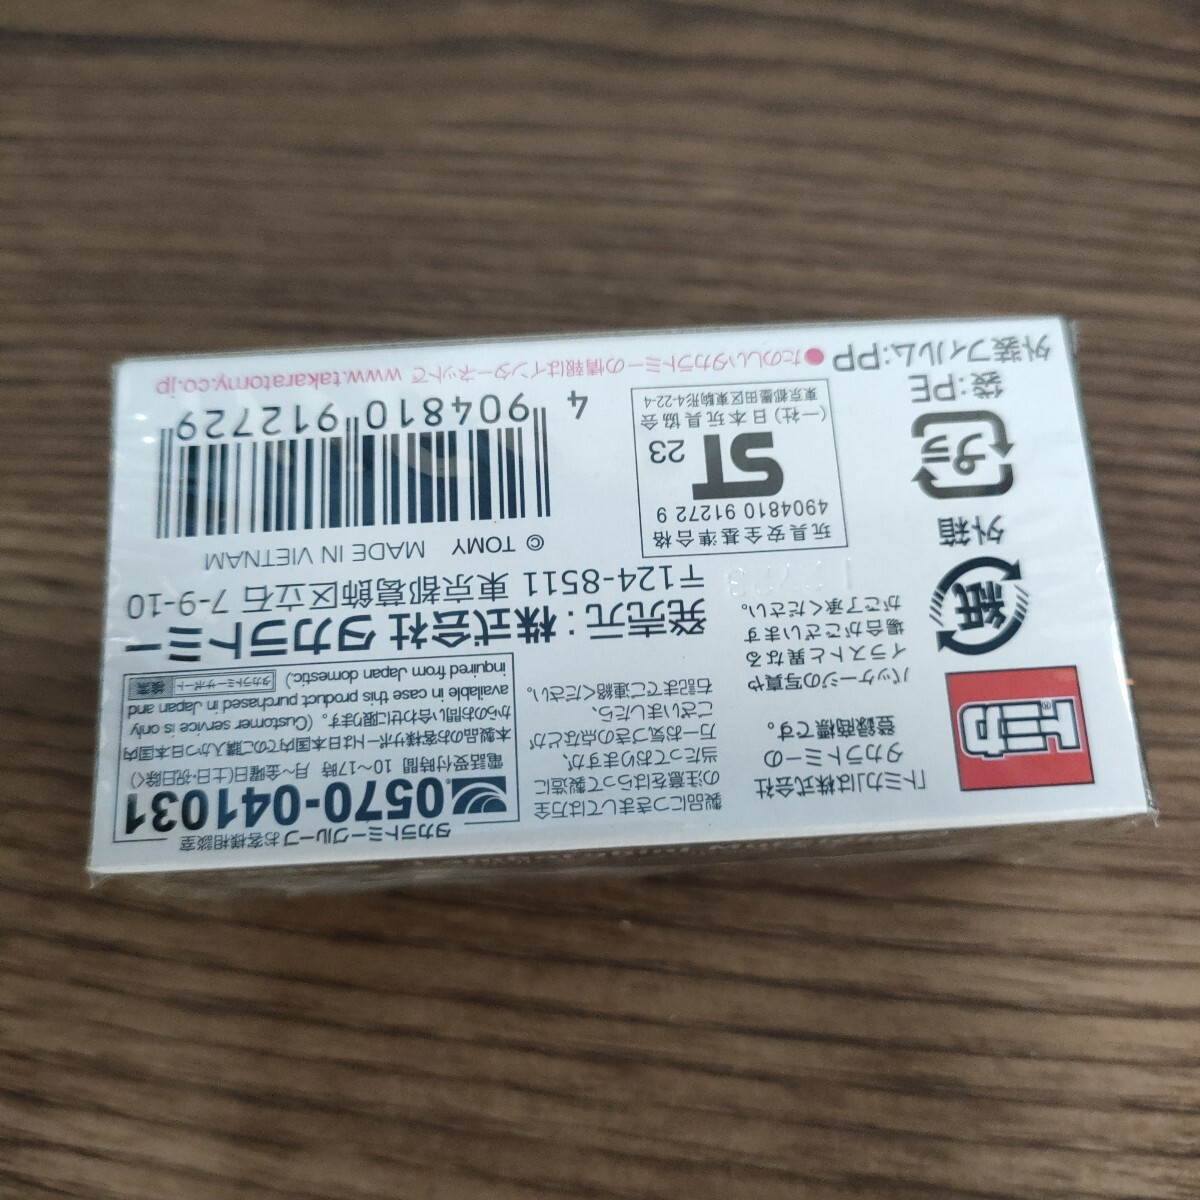 トミカ®
「トミカ」は株式会社
タカラトミーの
登録商標です。
パッケージの写真や
イラストと異なる
場合がございます
がご了承ください。
製品につきましては万全
の注意をはらって製造に
当たっておりますが、
万一お気づきの点などが
ございましたら、
右記までご連絡ください。
タカラトミーグループ お客様相談室
0570-041031
電話受付時間 10～17時 月～金曜日(土・日・祝日除く)
本製品のお客様サポートは日本国内でのご購入かつ日本国内
からのお問い合わせに限ります。(Customer service is only
available in case this product purchased in Japan and
inquired from Japan domestic.)
タカラトミーサポート 検索
紙
外箱
プラ
袋:PE
外装フィルム:PP
発売元：株式会社 タカラトミー
〒124-8511 東京都葛飾区立石 7-9-10
© TOMY MADE IN VIETNAM
玩具安全基準合格
4904810 91272 9
ST
23
(一社) 日本玩具協会
東京都墨田区東駒形4-22-4
4 904810 912729
●たのしいタカラトミーの情報はインターネットで www.takaratomy.co.jp